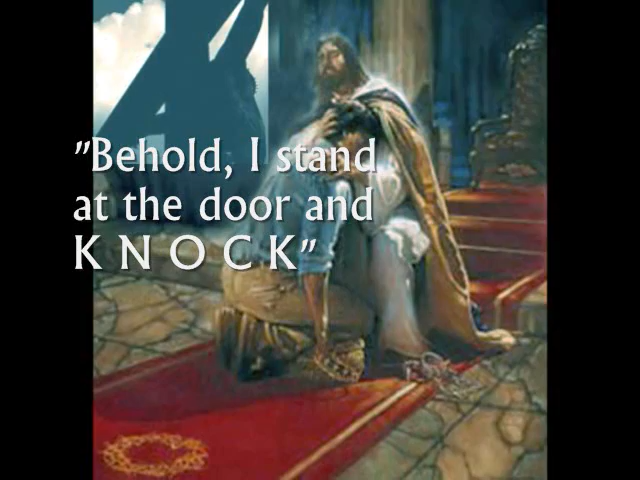 "Behold, I stand
at the door and
K N O C K"